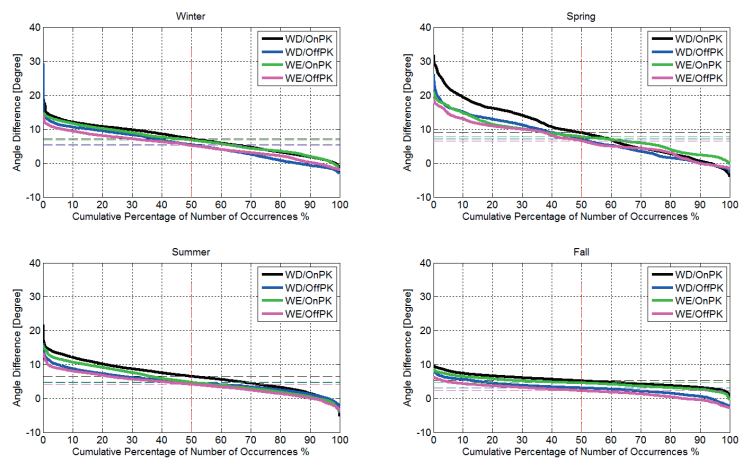 Winter
Angle Difference [Degree]
40
30
20
10
0
-10
WD/OnPK
WD/OffPK
WE/OnPK
WE/OffPK
0 10 20 30 40 50 60 70 80 90 100
Cumulative Percentage of Number of Occurrences %
Spring
Angle Difference [Degree]
40
30
20
10
0
-10
WD/OnPK
WD/OffPK
WE/OnPK
WE/OffPK
0 10 20 30 40 50 60 70 80 90 100
Cumulative Percentage of Number of Occurrences %
Summer
Angle Difference [Degree]
40
30
20
10
0
-10
WD/OnPK
WD/OffPK
WE/OnPK
WE/OffPK
0 10 20 30 40 50 60 70 80 90 100
Cumulative Percentage of Number of Occurrences %
Fall
Angle Difference [Degree]
40
30
20
10
0
-10
WD/OnPK
WD/OffPK
WE/OnPK
WE/OffPK
0 10 20 30 40 50 60 70 80 90 100
Cumulative Percentage of Number of Occurrences %